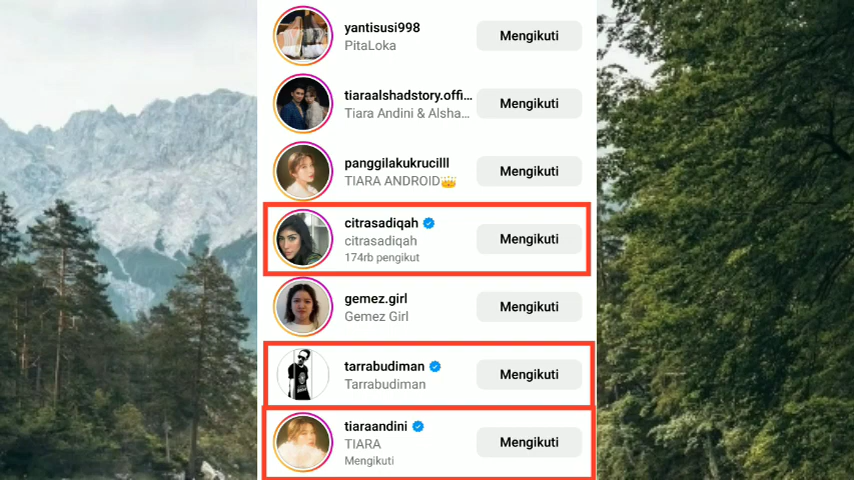 yantisusi998
PitaLoka
Mengikuti
tiaraalshadstory.offi...
Tiara Andini & Alsha...
Mengikuti
panggilakukrucilll
TIARA ANDROID👑
Mengikuti
citrasadiqah
citrasadiqah
174rb pengikut
Mengikuti
gemez.girl
Gemez Girl
Mengikuti
tarrabudiman
Tarrabudiman
Mengikuti
tiaraandini
TIARA
Mengikuti
Mengikuti